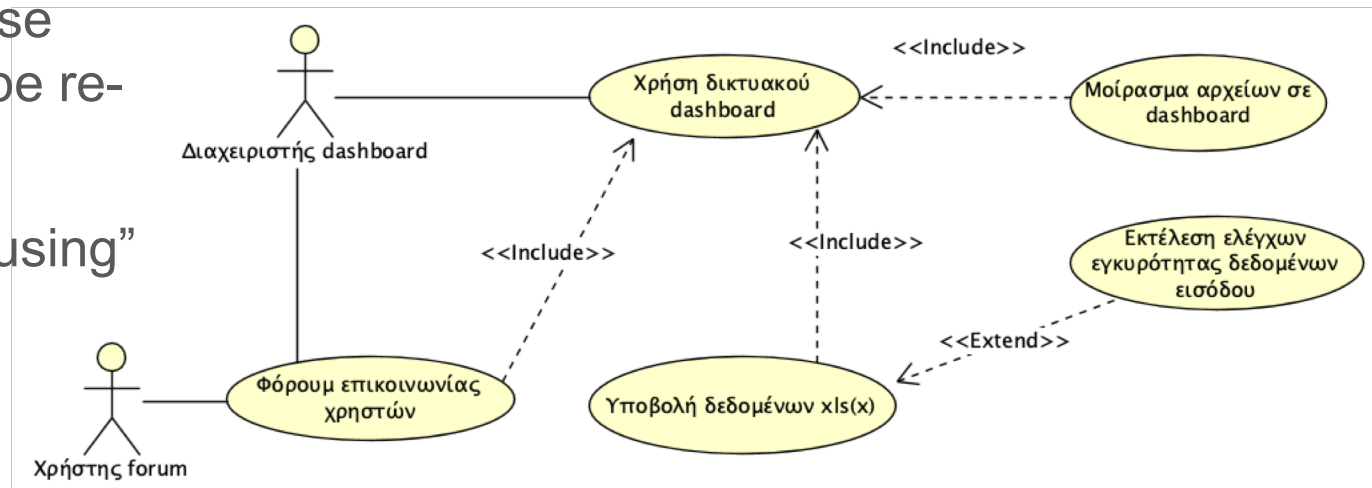 se
be re-
using”
<<Include>>
Χρήση δικτυακού
dashboard
Μοίρασμα αρχείων σε
dashboard
Διαχειριστής dashboard
<<Include>>
<<Include>>
Εκτέλεση ελέγχων
εγκυρότητας δεδομένων
εισόδου
<<Extend>>
Φόρουμ επικοινωνίας
χρηστών
Υποβολή δεδομένων xls(x)
Χρήστης forum